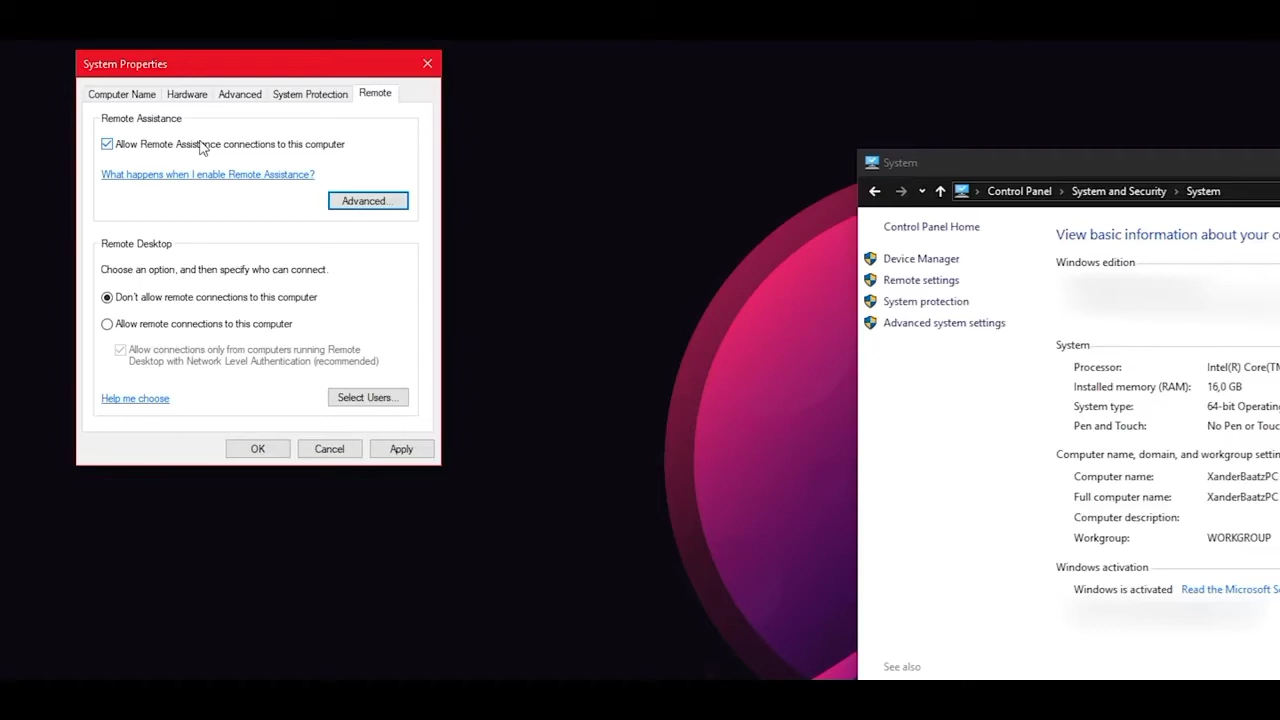 System Properties
Computer Name
Hardware
Advanced
System Protection
Remote
Remote Assistance
Allow Remote Assistance connections to this computer
What happens when I enable Remote Assistance?
Advanced...
Remote Desktop
Choose an option, and then specify who can connect.
Don't allow remote connections to this computer
Allow remote connections to this computer
Allow connections only from computers running Remote
Desktop with Network Level Authentication (recommended)
Help me choose
Select Users...
OK
Cancel
Apply
System
Control Panel
System and Security
System
Control Panel Home
Device Manager
Remote settings
System protection
Advanced system settings
See also
View basic information about your
Windows edition
System
Processor: Intel(R)
Installed memory (RAM): 16,0 GB
System type: 64-bit
Pen and Touch: No Pen or
Computer name, domain, and workgroup
Computer name: XanderBaatzPC
Full computer name: XanderBaatzPC
Computer description:
Workgroup: WORKGROUP
Windows activation
Windows is activated Read the Microsoft